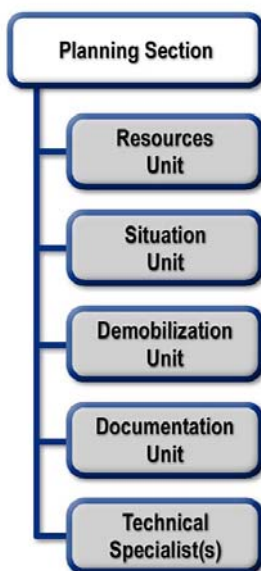 Planning Section
Resources
Unit
Situation
Unit
Demobilization
Unit
Documentation
Unit
Technical
Specialist(s)